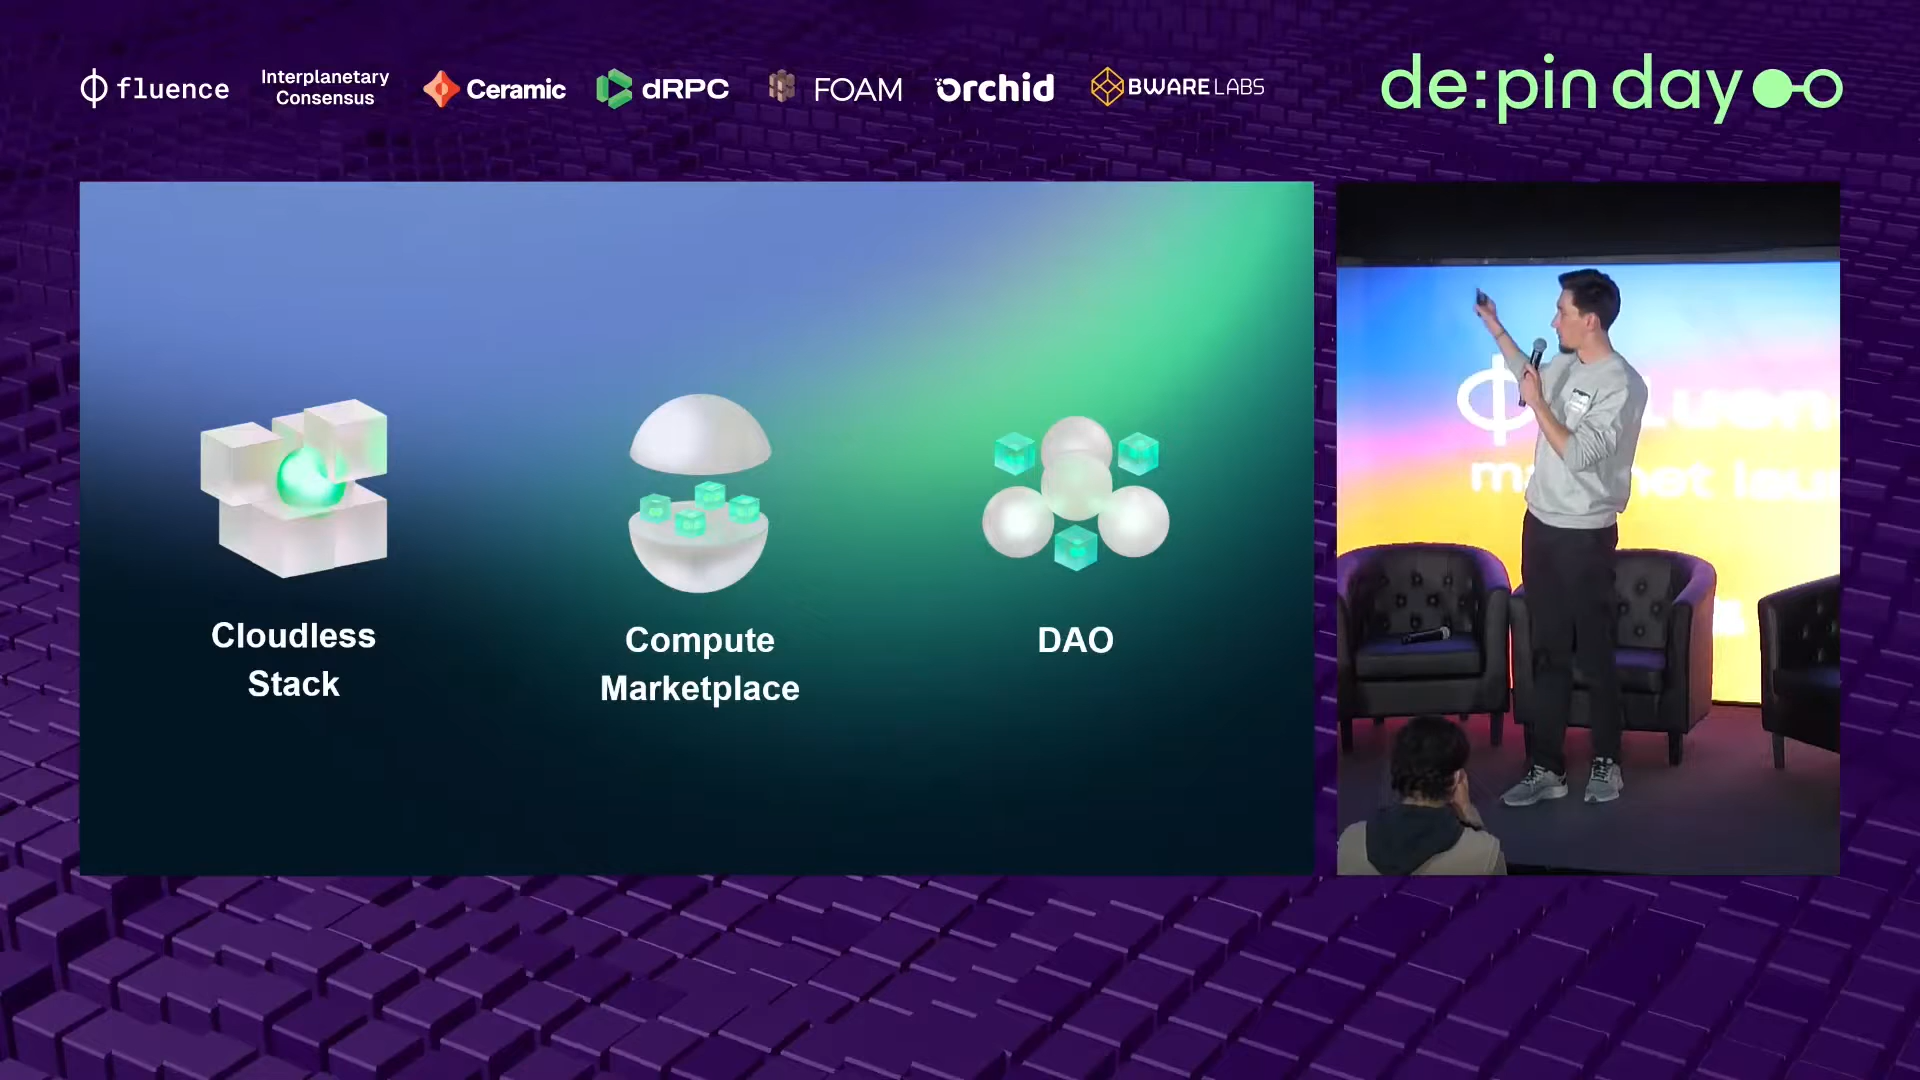 fluence
Interplanetary
Consensus
Ceramic
dRPC
FOAM
orchid
BWARE LABS
de:pin day
Cloudless
Stack
Compute
Marketplace
DAO